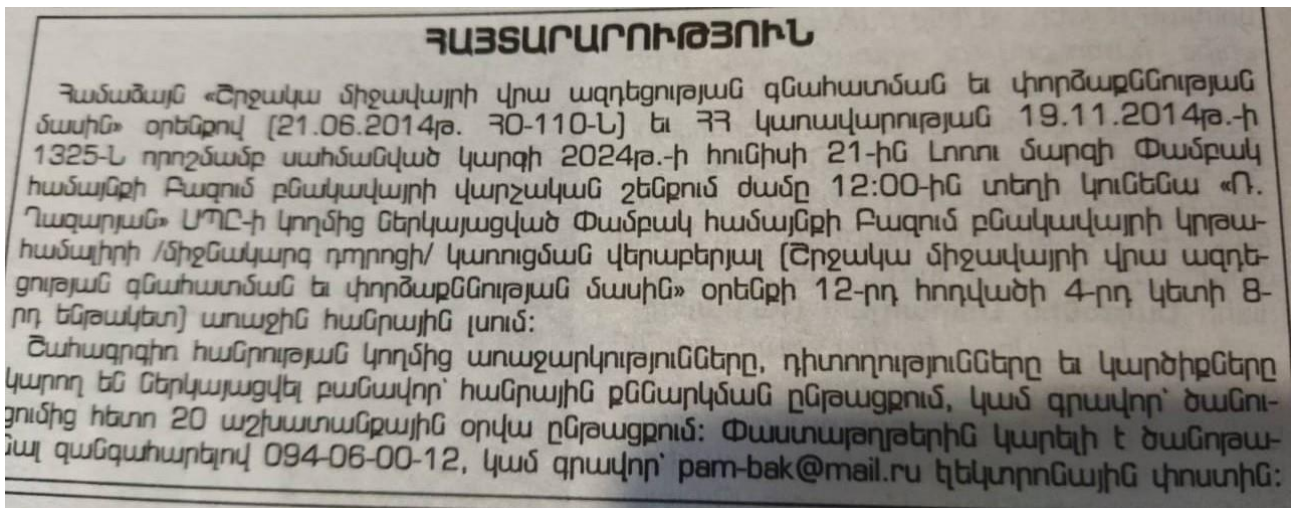 ՀԱՅՏԱՐԱՐՈՒԹՅՈՒՆ
Համաձայն «Շրջակա միջավայրի վրա ազդեցության գնահատման եւ փորձաքննության
մասին» օրենքով (21.06.2014թ. ՀՕ-110-Ն) եւ ՀՀ կառավարության 19.11.2014թ.-ի
1325-Ն որոշմամբ սահմանված կարգի 2024թ.-ի հունիսի 21-ին Լոռու մարզի Փամբակ
համայնքի Բազում բնակավայրի վարչական շենքում ժամը 12:00-ին տեղի կունենա «Ռ.
Ղազարյան» ՍՊԸ-ի կողմից ներկայացված Փամբակ համայնքի Բազում բնակավայրի կրթա-
համալիրի /միջնակարգ դպրոցի/ կառուցման վերաբերյալ (Շրջակա միջավայրի վրա ազդե-
ցության գնահատման եւ փորձաքննության մասին» օրենքի 12-րդ հոդվածի 4-րդ կետի 8-
րդ ենթակետ) առաջին հանրային լսում:
Շահագրգիռ հանրության կողմից առաջարկությունները, դիտողությունները եւ կարծիքները
կարող են ներկայացվել բանավոր՝ հանրային քննարկման ընթացքում, կամ գրավոր՝ ծանու-
ցումից հետո 20 աշխատանքային օրվա ընթացքում: Փաստաթղթերին կարելի է ծանոթա-
նալ զանգահարելով 094-06-00-12, կամ գրավոր՝ pam-bak@mail.ru էլեկտրոնային փոստին: